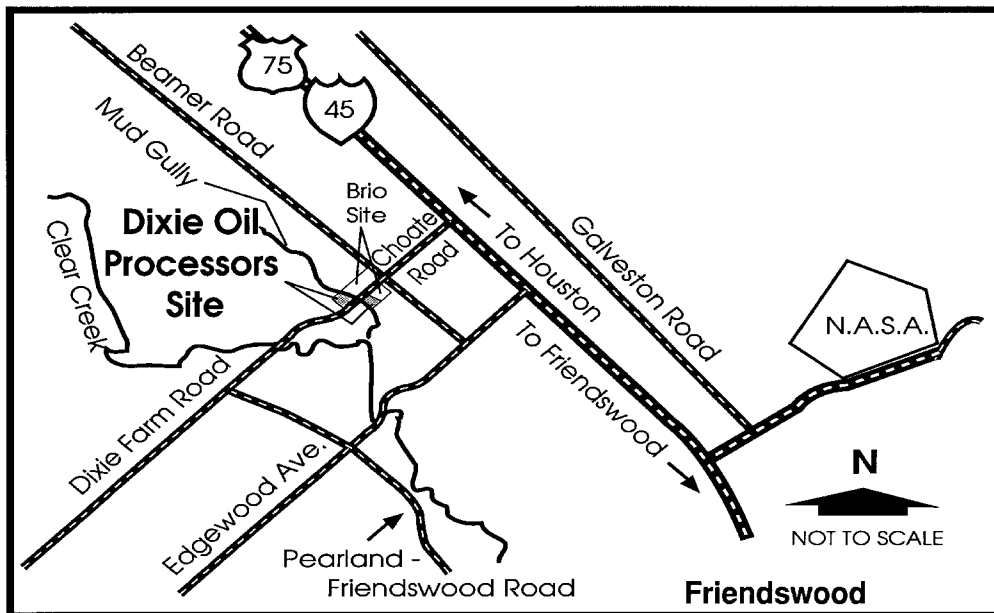 75
45
Beamer Road
Mud Gully
Brio
Site
Choate
Road
Dixie Oil
Processors
Site
Clear Creek
To Houston
To Friendswood
Galveston Road
N.A.S.A.
Dixie Farm Road
Edgewood Ave.
Pearland -
Friendswood Road
N
NOT TO SCALE
Friendswood